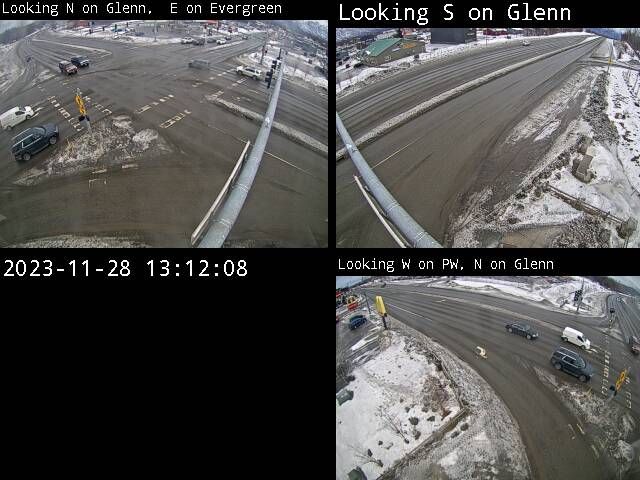 Looking N on Glenn,  E on Evergreen
Looking S on Glenn
2023-11-28 13:12:08
Looking W on PW, N on Glenn